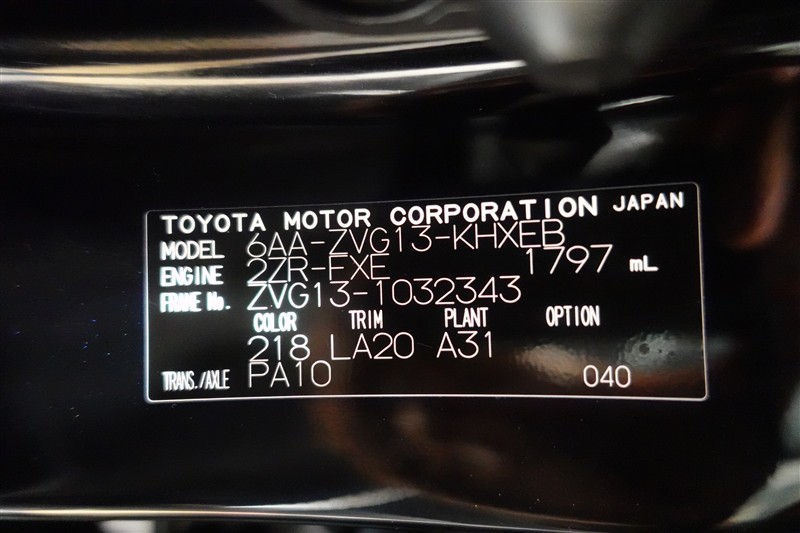 TOYOTA MOTOR CORPORATION JAPAN
MODEL 6AA-ZVG13-KHXEB
ENGINE 2ZR-FXE 1797 mL
FRAME No. ZVG13-1032343
COLOR TRIM PLANT OPTION
218 LA20 A31
TRANS./AXLE PA10 040